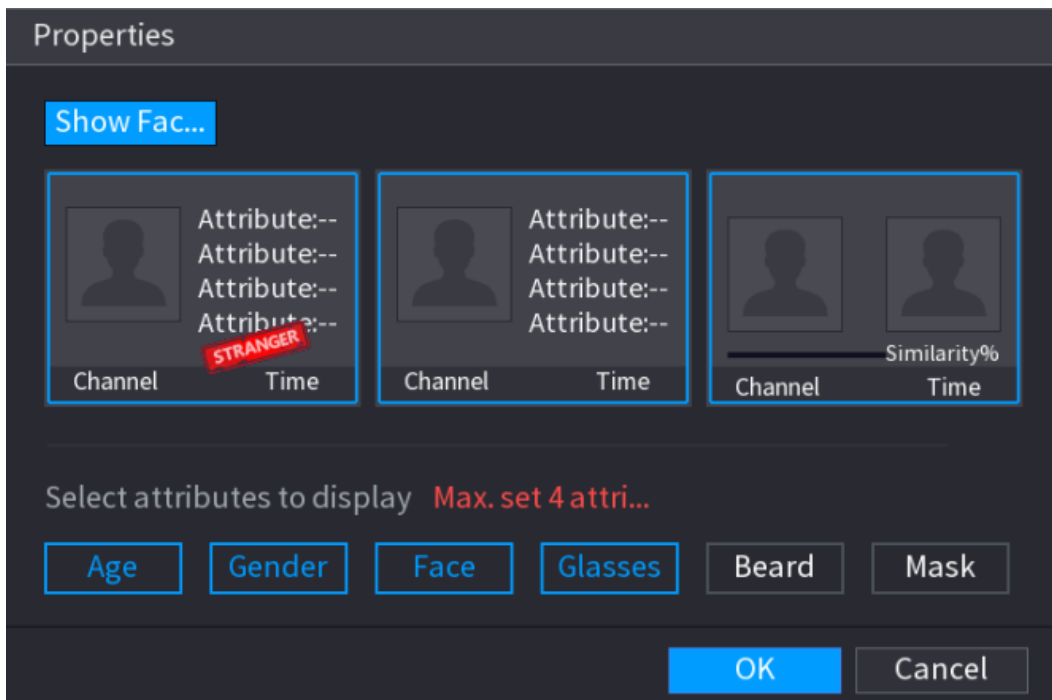 Properties
Show Fac...
Attribute:--
Attribute:--
Attribute:--
Attribute:--
STRANGER
Channel Time
Attribute:--
Attribute:--
Attribute:--
Attribute:--
Channel Time
Similarity%
Channel Time
Select attributes to display Max. set 4 attri...
Age Gender Face Glasses Beard Mask
OK Cancel